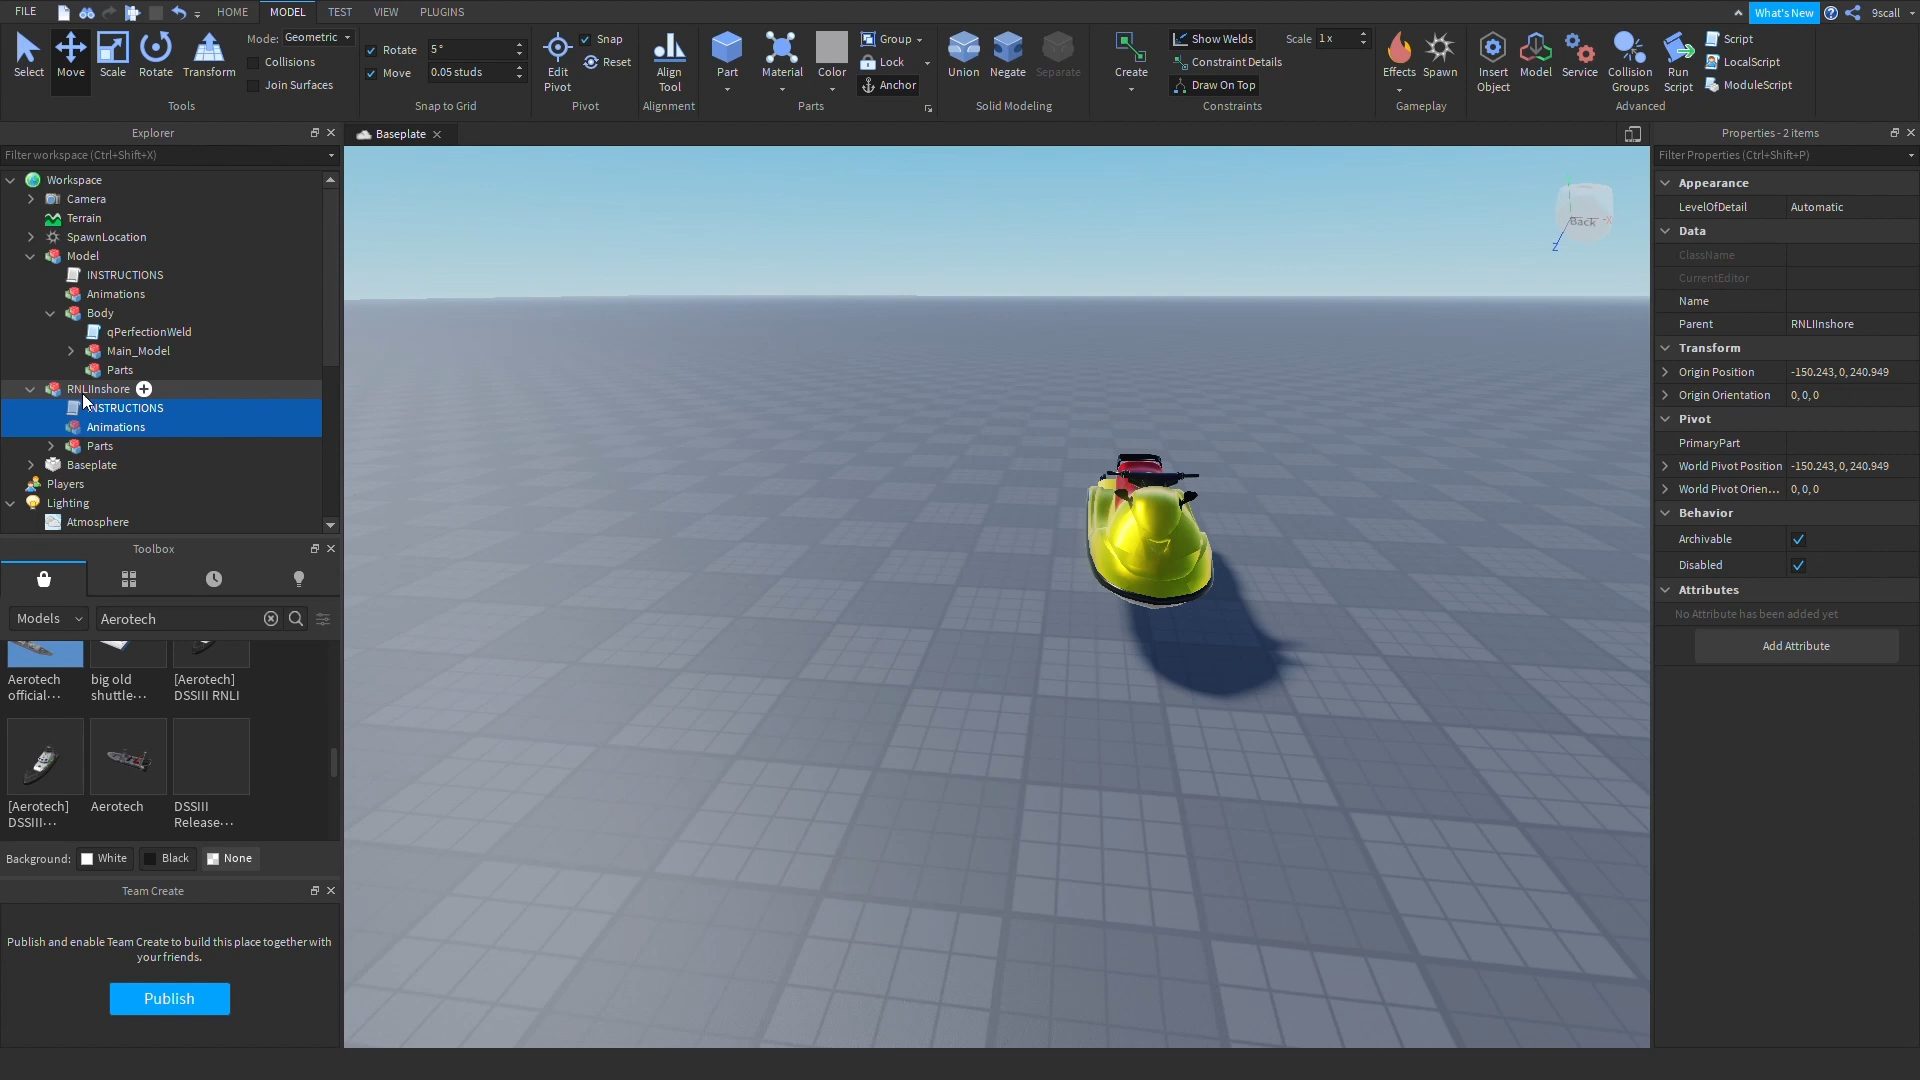 FILE HOME MODEL TEST VIEW PLUGINS What's New 9scall
Select Move Scale Rotate Transform
Mode: Geometric
Collisions
Join Surfaces
Tools
Rotate 5°
Move 0.05 studs
Snap to Grid
Edit
Pivot
Snap
Reset
Pivot
Align
Tool
Alignment
Part Material Color
Group
Lock
Anchor
Parts
Union Negate Separate
Solid Modeling
Create
Show Welds
Scale 1 x
Constraint Details
Draw On Top
Constraints
Effects Spawn
Gameplay
Insert
Object
Model Service
Collision
Groups
Run
Script
Script
LocalScript
ModuleScript
Advanced
Explorer
Filter workspace (Ctrl+Shift+X)
Workspace
Camera
Terrain
SpawnLocation
Model
INSTRUCTIONS
Animations
Body
qPerfectionWeld
Main_Model
Parts
RNLIInshore
NSTRUCTIONS
Animations
Parts
Baseplate
Players
Lighting
Atmosphere
Toolbox
Models Aerotech
Aerotech
official...
big old
shuttle...
[Aerotech]
DSSIII RNLI
[Aerotech]
DSSIII...
Aerotech
DSSIII
Release...
Background: White Black None
Team Create
Publish and enable Team Create to build this place together with
your friends.
Publish
Baseplate
Back
X
Z
Properties - 2 items
Filter Properties (Ctrl+Shift+P)
Appearance
LevelOfDetail Automatic
Data
ClassName
CurrentEditor
Name
Parent RNLIInshore
Transform
Origin Position -150.243, 0, 240.949
Origin Orientation 0, 0, 0
Pivot
PrimaryPart
World Pivot Position -150.243, 0, 240.949
World Pivot Orien... 0, 0, 0
Behavior
Archivable
Disabled
Attributes
No Attribute has been added yet
Add Attribute